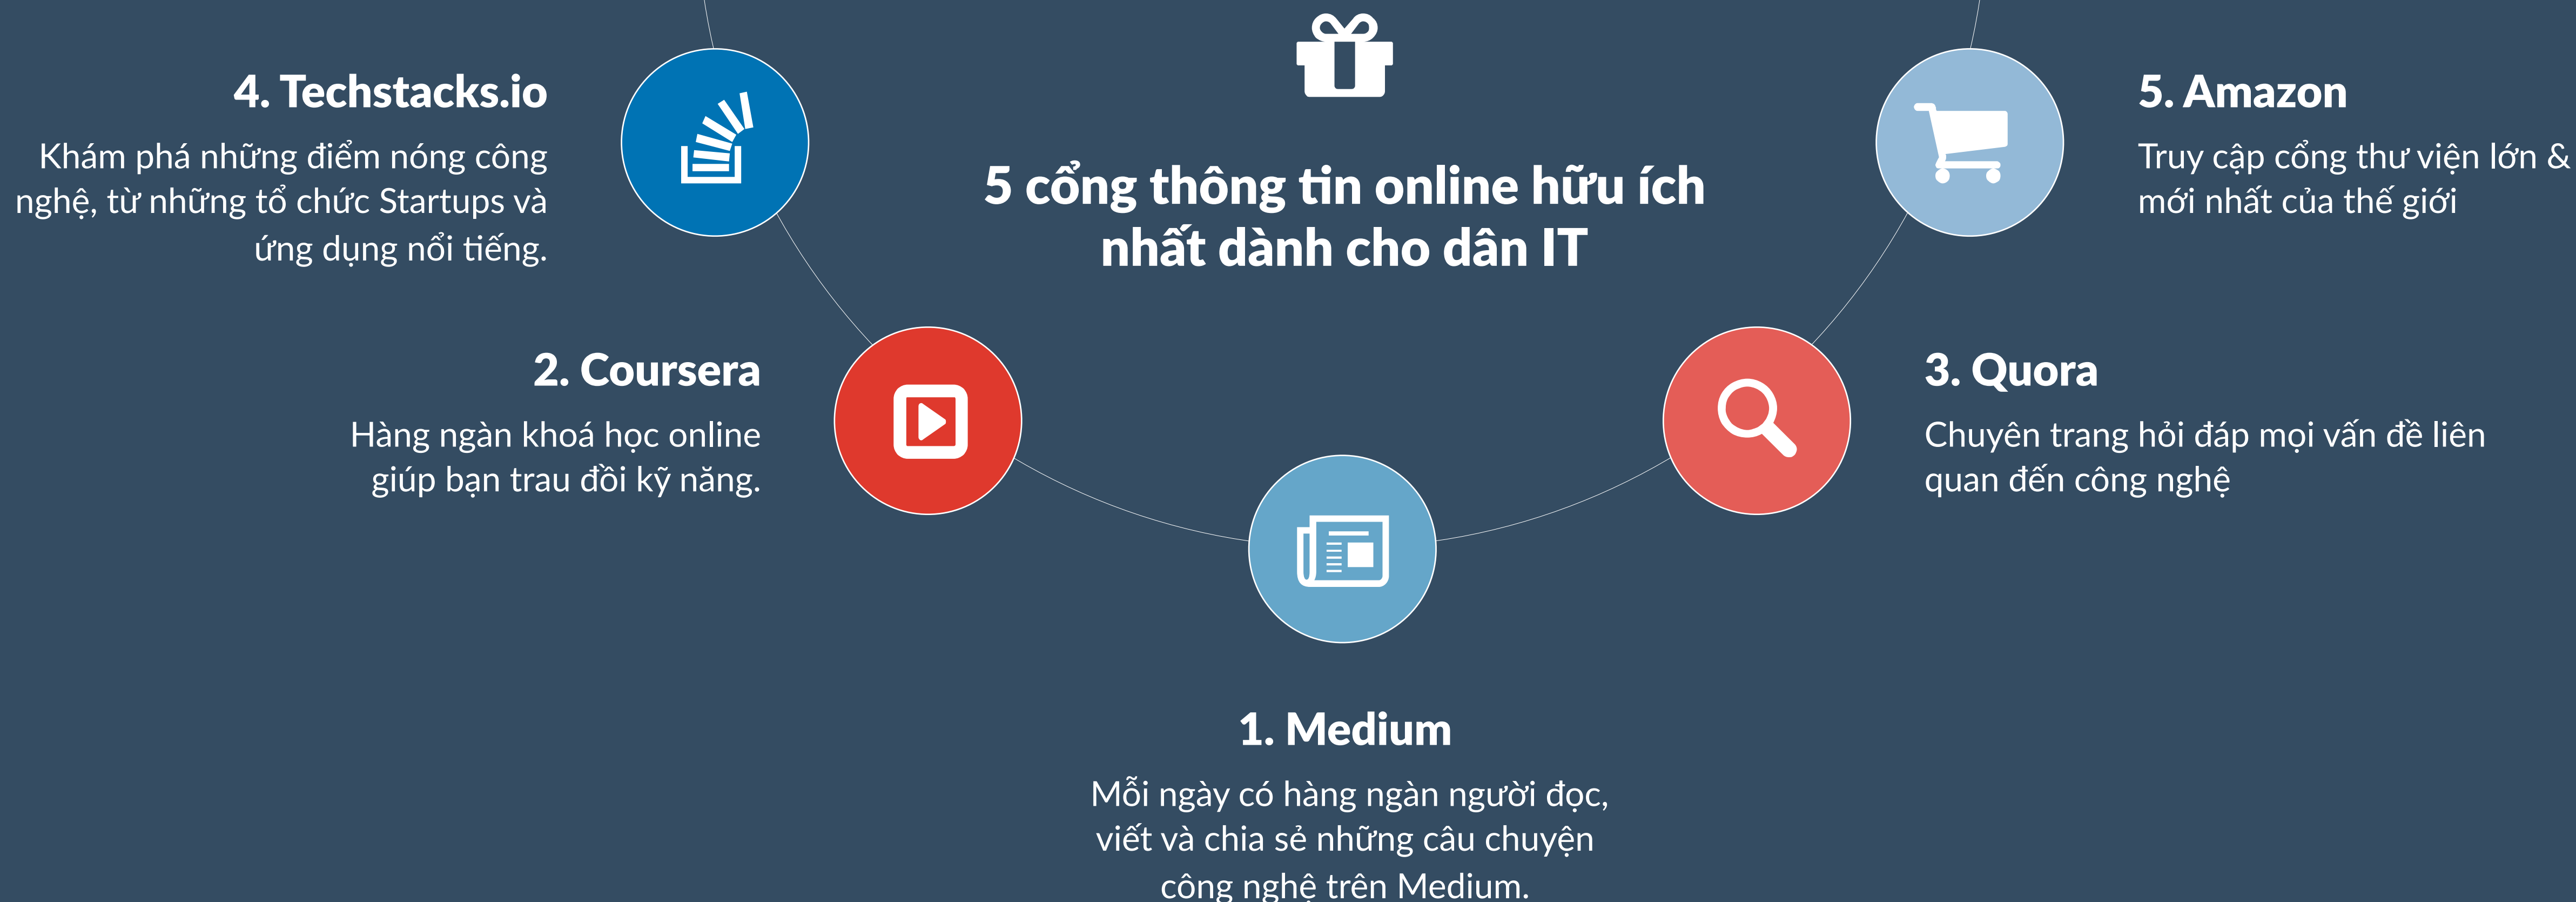 4. Techstacks.io
Khám phá những điểm nóng công
nghệ, từ những tổ chức Startups và
ứng dụng nổi tiếng.
5 cổng thông tin online hữu ích
nhất dành cho dân IT
5. Amazon
Truy cập cổng thư viện lớn &
mới nhất của thế giới
2. Coursera
Hàng ngàn khoá học online
giúp bạn trau đồi kỹ năng.
3. Quora
Chuyên trang hỏi đáp mọi vấn đề liên
quan đến công nghệ
1. Medium
Mỗi ngày có hàng ngàn người đọc,
viết và chia sẻ những câu chuyện
công nghệ trên Medium.